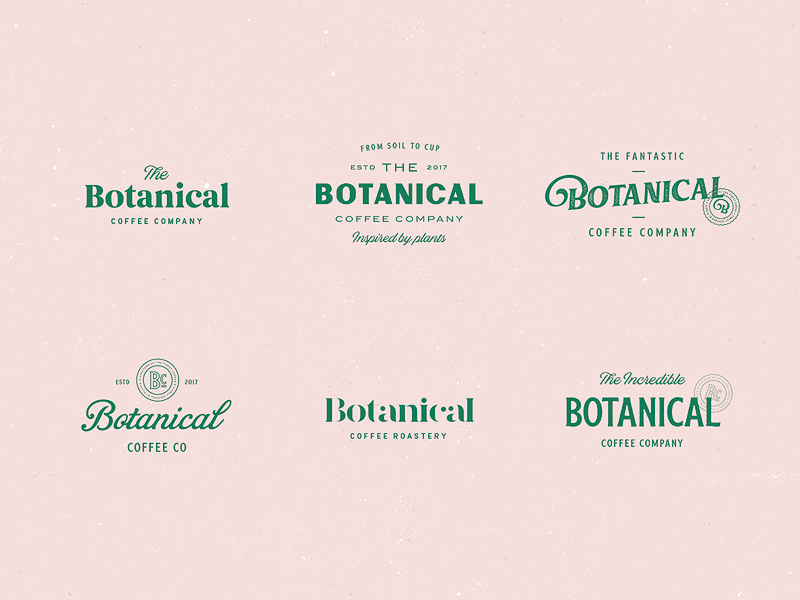 The
Botanical
COFFEE COMPANY
FROM SOIL TO CUP
ESTD THE 2017
BOTANICAL
COFFEE COMPANY
Inspired by plants
THE FANTASTIC
BOTANICAL
B
COFFEE COMPANY
ESTD BC 2017
Botanical
COFFEE CO
Botanical
COFFEE ROASTERY
The Incredible
BC
BOTANICAL
COFFEE COMPANY